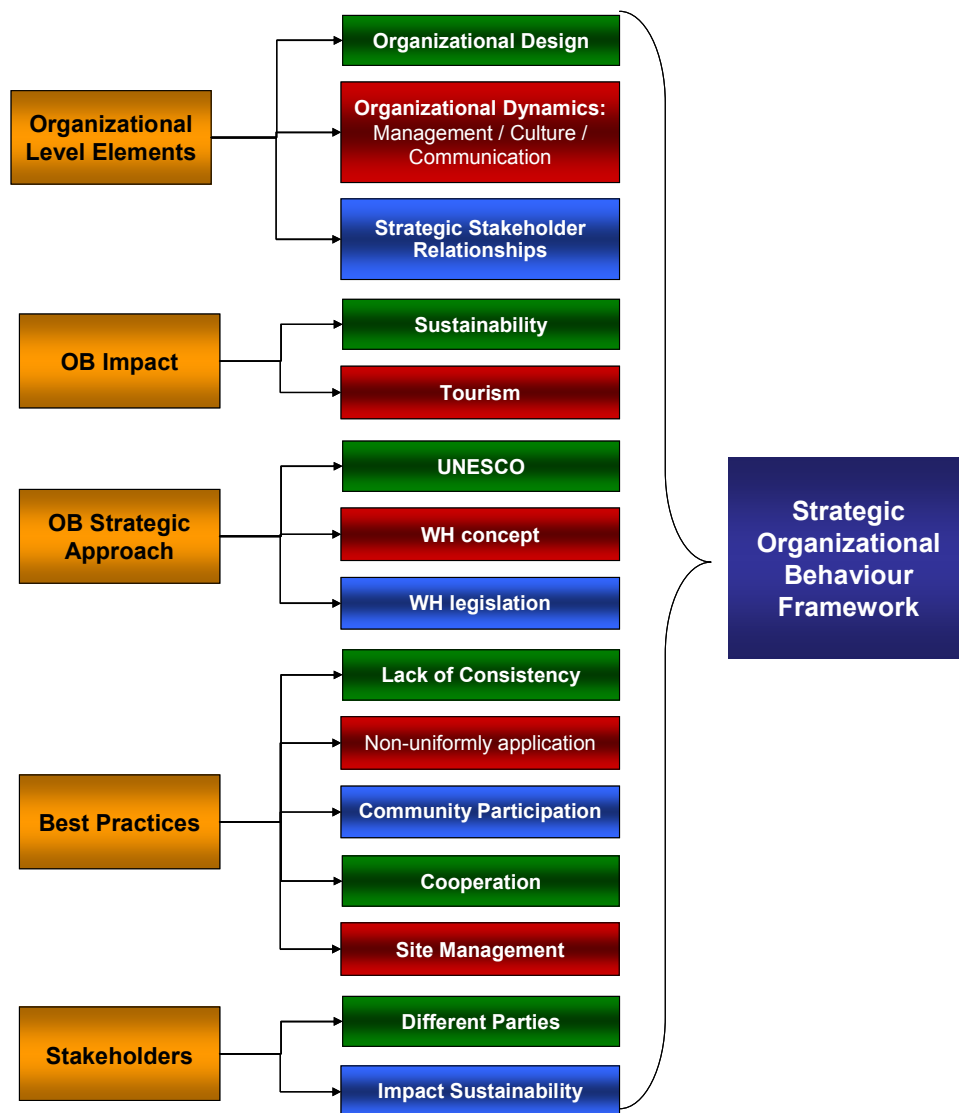 Organizational
Level Elements
Organizational Design
Organizational Dynamics:
Management / Culture /
Communication
Strategic Stakeholder
Relationships
OB Impact
Sustainability
Tourism
OB Strategic
Approach
UNESCO
WH concept
WH legislation
Best Practices
Lack of Consistency
Non-uniformly application
Community Participation
Cooperation
Site Management
Stakeholders
Different Parties
Impact Sustainability
Strategic
Organizational
Behaviour
Framework